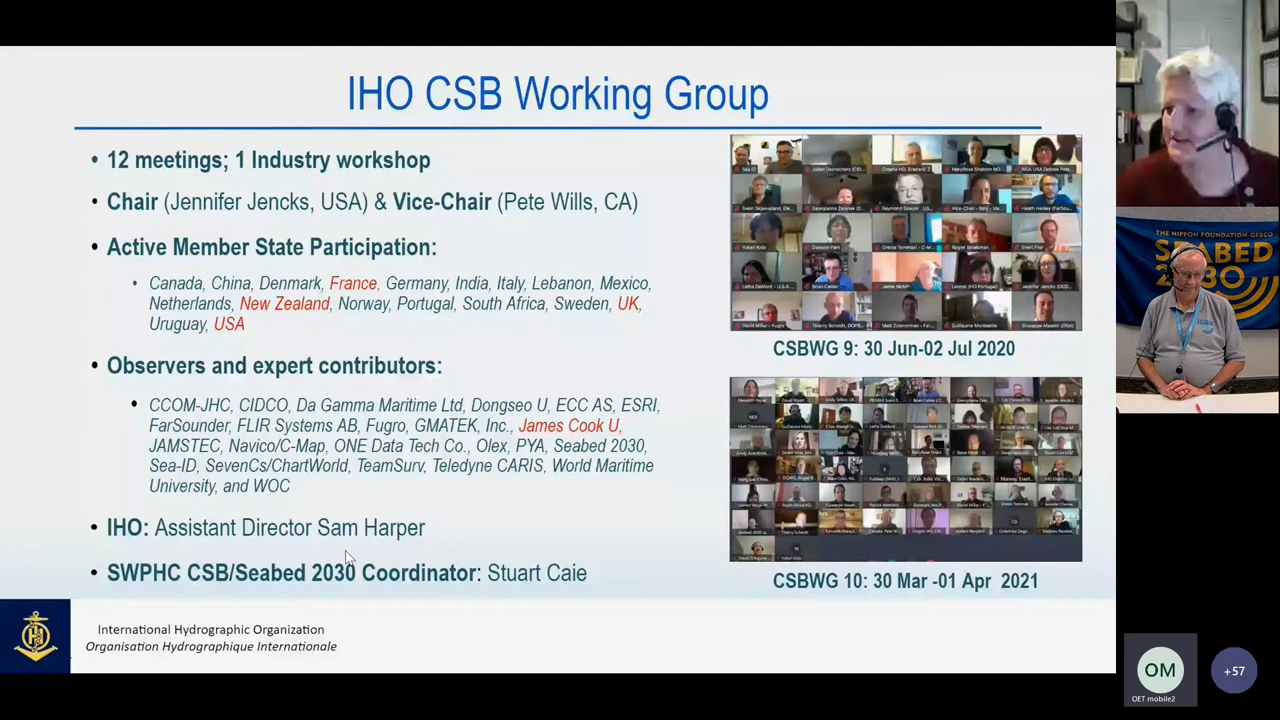 IHO CSB Working Group
• 12 meetings; 1 Industry workshop
• Chair (Jennifer Jencks, USA) & Vice-Chair (Pete Wills, CA)
• Active Member State Participation:
• Canada, China, Denmark, France, Germany, India, Italy, Lebanon, Mexico,
Netherlands, New Zealand, Norway, Portugal, South Africa, Sweden, UK,
Uruguay, USA
• Observers and expert contributors:
• CCOM-JHC, CIDCO, Da Gamma Maritime Ltd, Dongseo U, ECC AS, ESRI,
FarSounder, FLIR Systems AB, Fugro, GMATEK, Inc., James Cook U,
JAMSTEC, Navico/C-Map, ONE Data Tech Co., Olex, PYA, Seabed 2030,
Sea-ID, SevenCs/ChartWorld, TeamSurv, Teledyne CARIS, World Maritime
University, and WOC
• IHO: Assistant Director Sam Harper
• SWPHC CSB/Seabed 2030 Coordinator: Stuart Caie
CSBWG 9: 30 Jun-02 Jul 2020
CSBWG 10: 30 Mar -01 Apr 2021
International Hydrographic Organization
Organisation Hydrographique Internationale
THE NIPPON FOUNDATION-GEBCO
SEABED
2030
OM
OET mobile2
+57